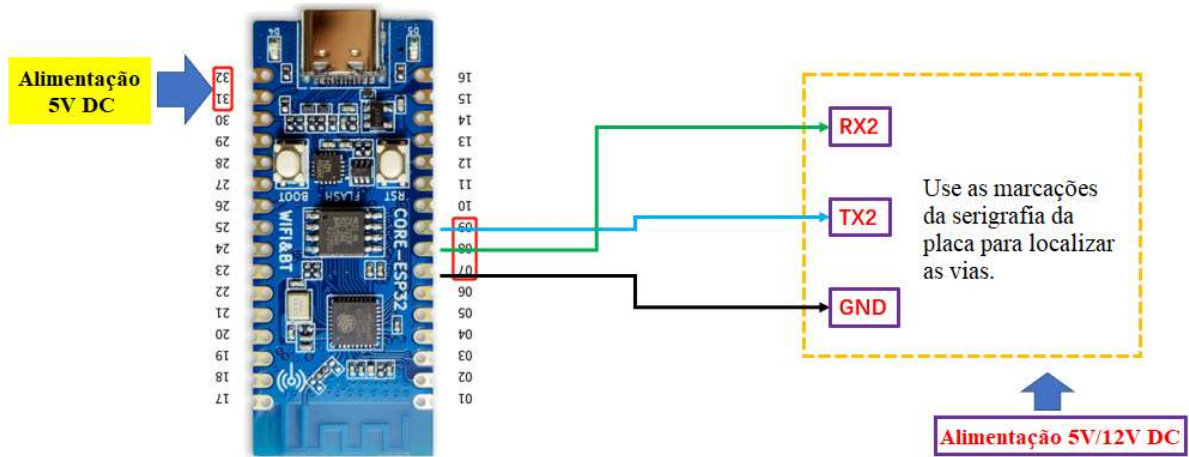 Alimentação
5V DC
32
31
30
29
28
27
26
25
24
23
22
21
20
19
18
17
D4
D5
BOOT
FLASH
RST
WIFI&BT
CORE-ESP32
16
15
14
13
12
11
10
09
08
07
06
05
04
03
02
01
RX2
TX2
GND
Use as marcações
da serigrafia da
placa para localizar
as vias.
Alimentação 5V/12V DC